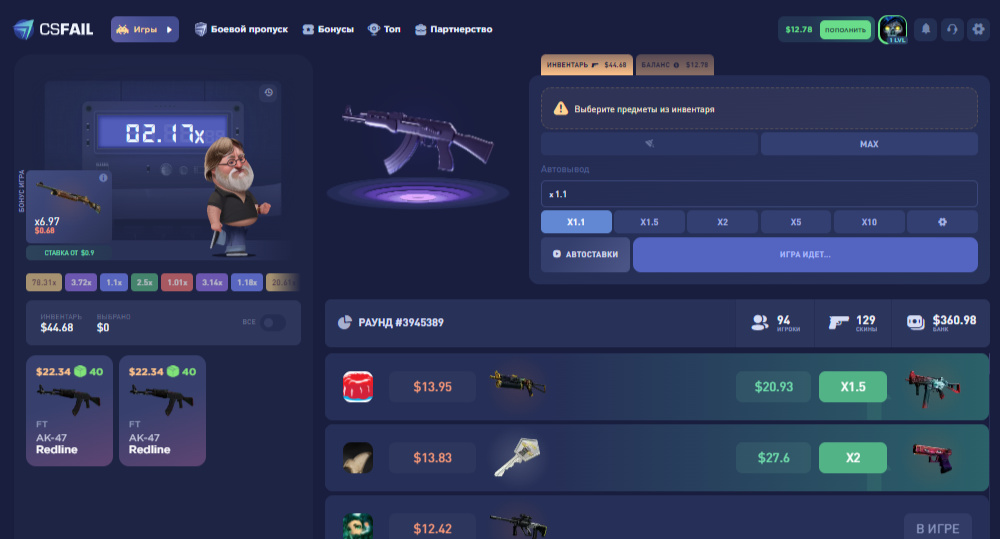 CSFAIL
Игры
Боевой пропуск
Бонусы
Топ
Партнерство
$12.78
ПОПОЛНИТЬ
1 LVL
02.17x
БОНУС ИГРА
x6.97
$0.68
СТАВКА ОТ $0.9
78.31x
3.72x
1.1x
2.5x
1.01x
3.14x
1.18x
ИНВЕНТАРЬ
$44.68
ВЫБРАНО
$0
ВСЕ
$22.34
40
FT
AK-47
Redline
$22.34
40
FT
AK-47
Redline
ИНВЕНТАРЬ $44.68
БАЛАНС $12.78
Выберите предметы из инвентаря
MAX
Автовывод
x 1.1
X1.1
X1.5
X2
X5
X10
АВТОСТАВКИ
ИГРА ИДЕТ...
РАУНД #3945389
94
ИГРОКИ
129
СКИНЫ
$360.98
БАНК
$13.95
$20.93
X1.5
$13.83
$27.6
X2
$12.42
В ИГРЕ